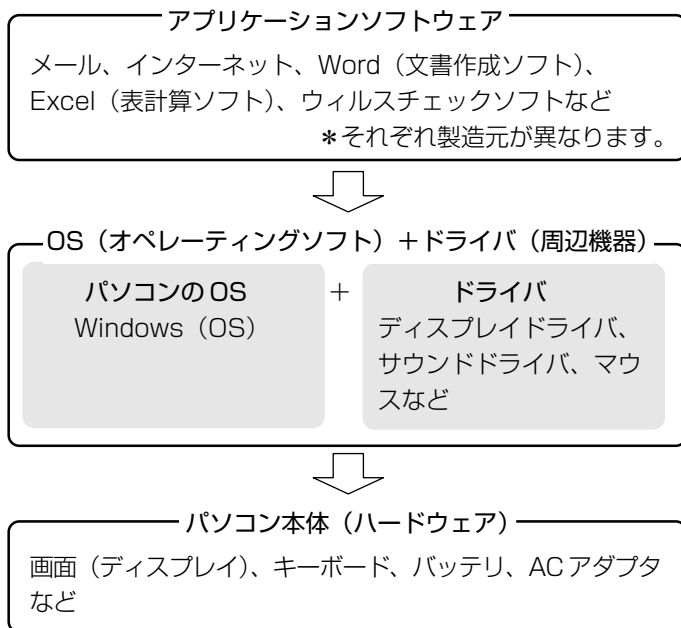 アプリケーションソフトウェア
メール、インターネット、Word（文書作成ソフト）、
Excel（表計算ソフト）、ウィルスチェックソフトなど
＊それぞれ製造元が異なります。
OS（オペレーティングソフト）＋ドライバ（周辺機器）
パソコンのOS
Windows（OS）
＋
ドライバ
ディスプレイドライバ、
サウンドドライバ、マウ
スなど
パソコン本体（ハードウェア）
画面（ディスプレイ）、キーボード、バッテリ、ACアダプタ
など